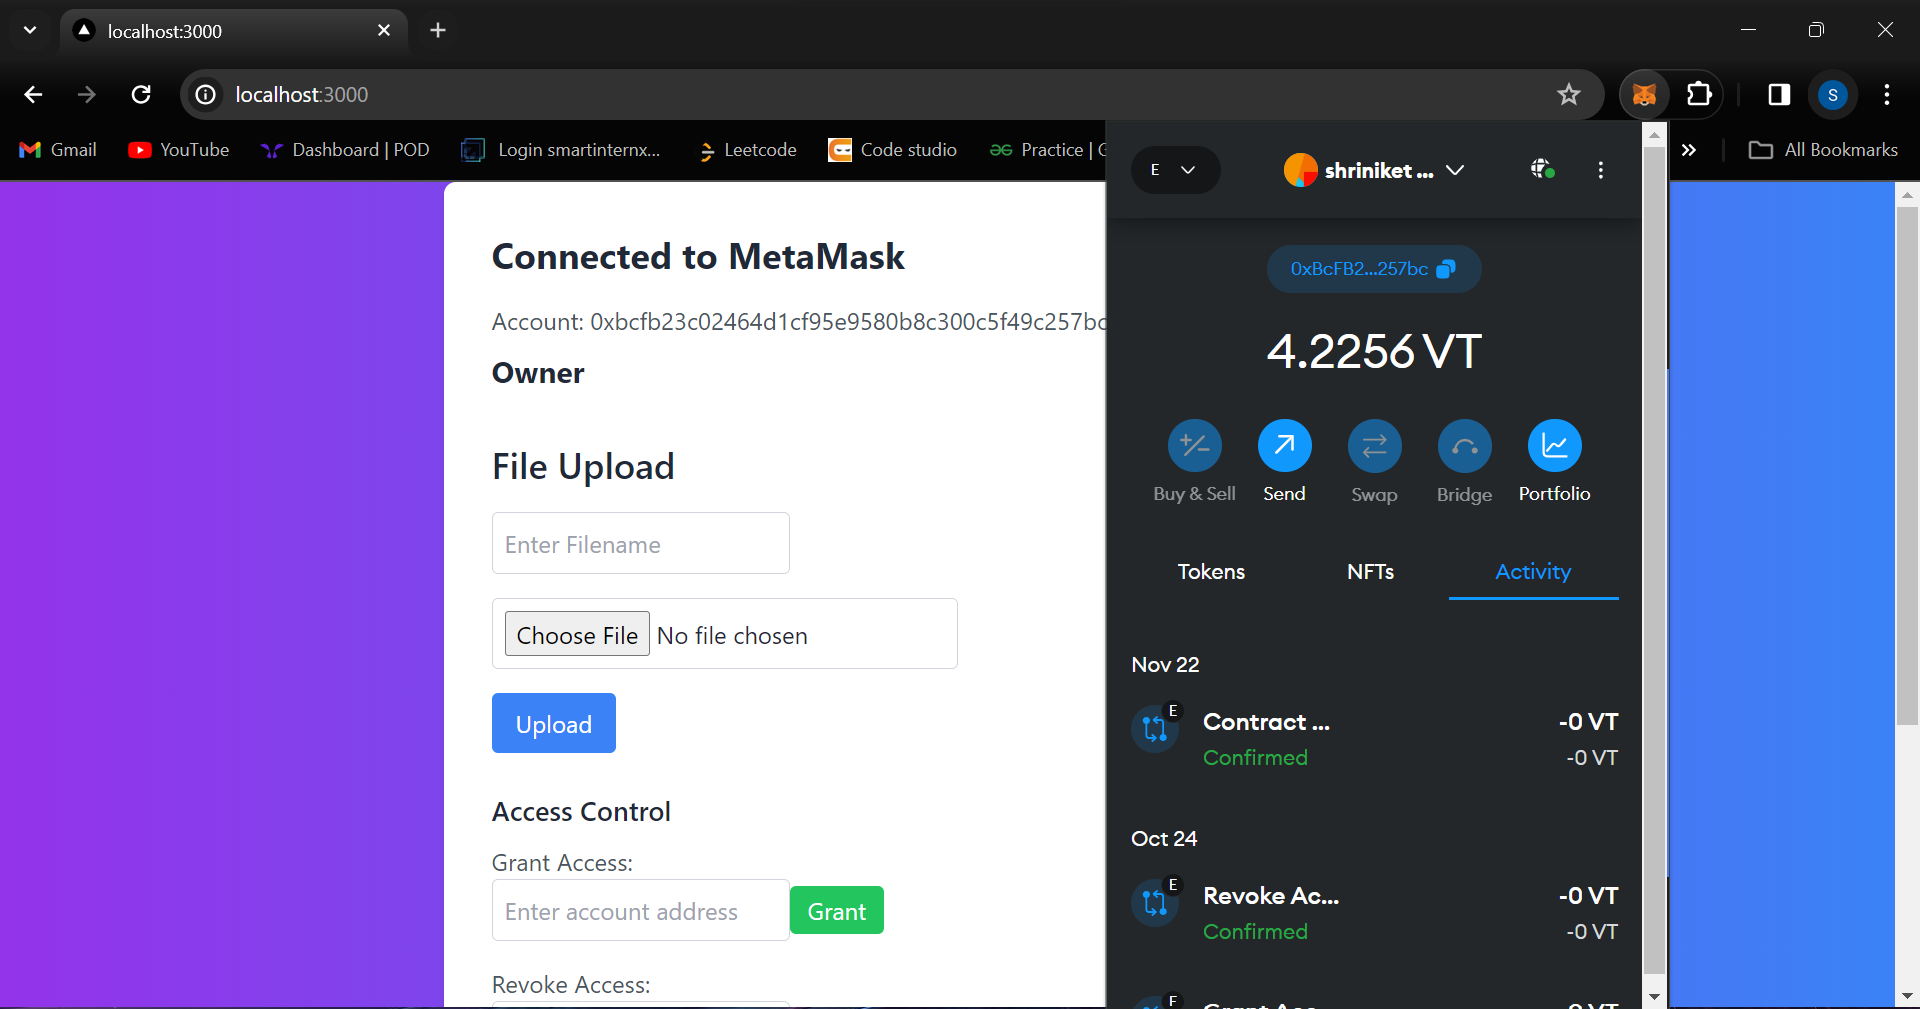 localhost:3000
localhost:3000
S
Gmail
YouTube
Dashboard | POD
Login smartinternx...
Leetcode
Code studio
Practice |
All Bookmarks
Connected to MetaMask
Account: 0xbcfb23c02464d1cf95e9580b8c300c5f49c257bc
Owner
File Upload
Enter Filename
Choose File No file chosen
Upload
Access Control
Grant Access:
Enter account address
Grant
Revoke Access:
E
shriniket ...
0xBcFB2...257bc
4.2256 VT
Buy & Sell
Send
Swap
Bridge
Portfolio
Tokens
NFTs
Activity
Nov 22
E
Contract ...
-0 VT
Confirmed
-0 VT
Oct 24
E
Revoke Ac...
-0 VT
Confirmed
-0 VT